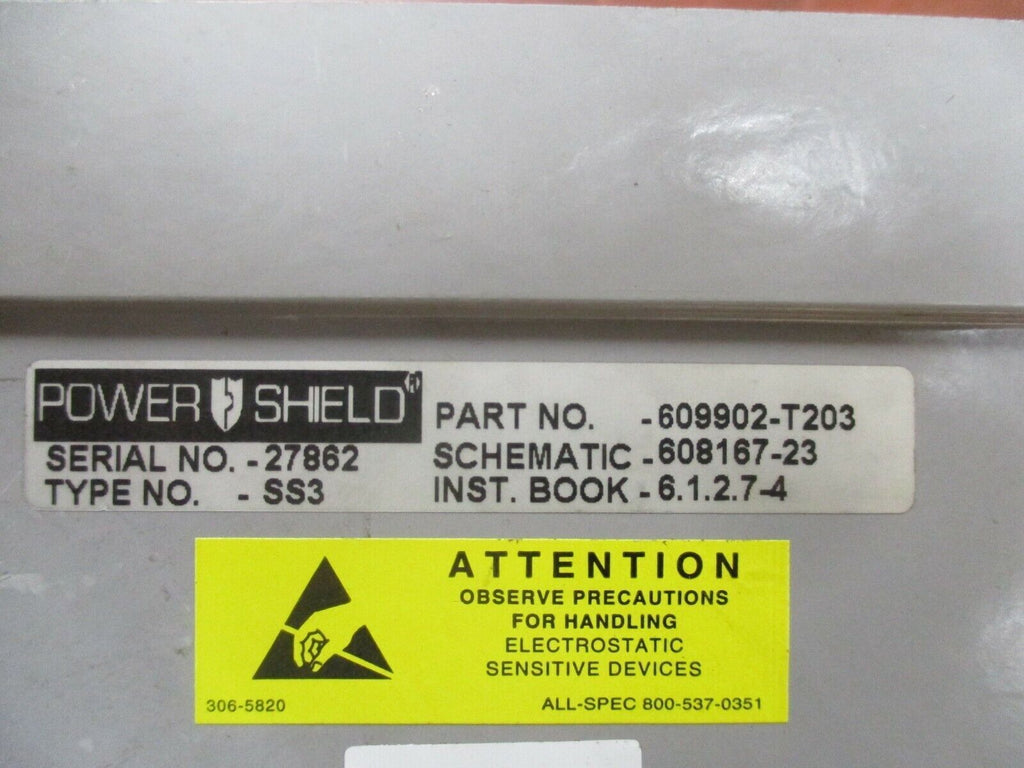 POWER SHIELD®
SERIAL NO. - 27862
TYPE NO. - SS3
PART NO. - 609902-T203
SCHEMATIC - 608167-23
INST. BOOK - 6.1.2.7-4
ATTENTION
OBSERVE PRECAUTIONS
FOR HANDLING
ELECTROSTATIC
SENSITIVE DEVICES
306-5820
ALL-SPEC 800-537-0351